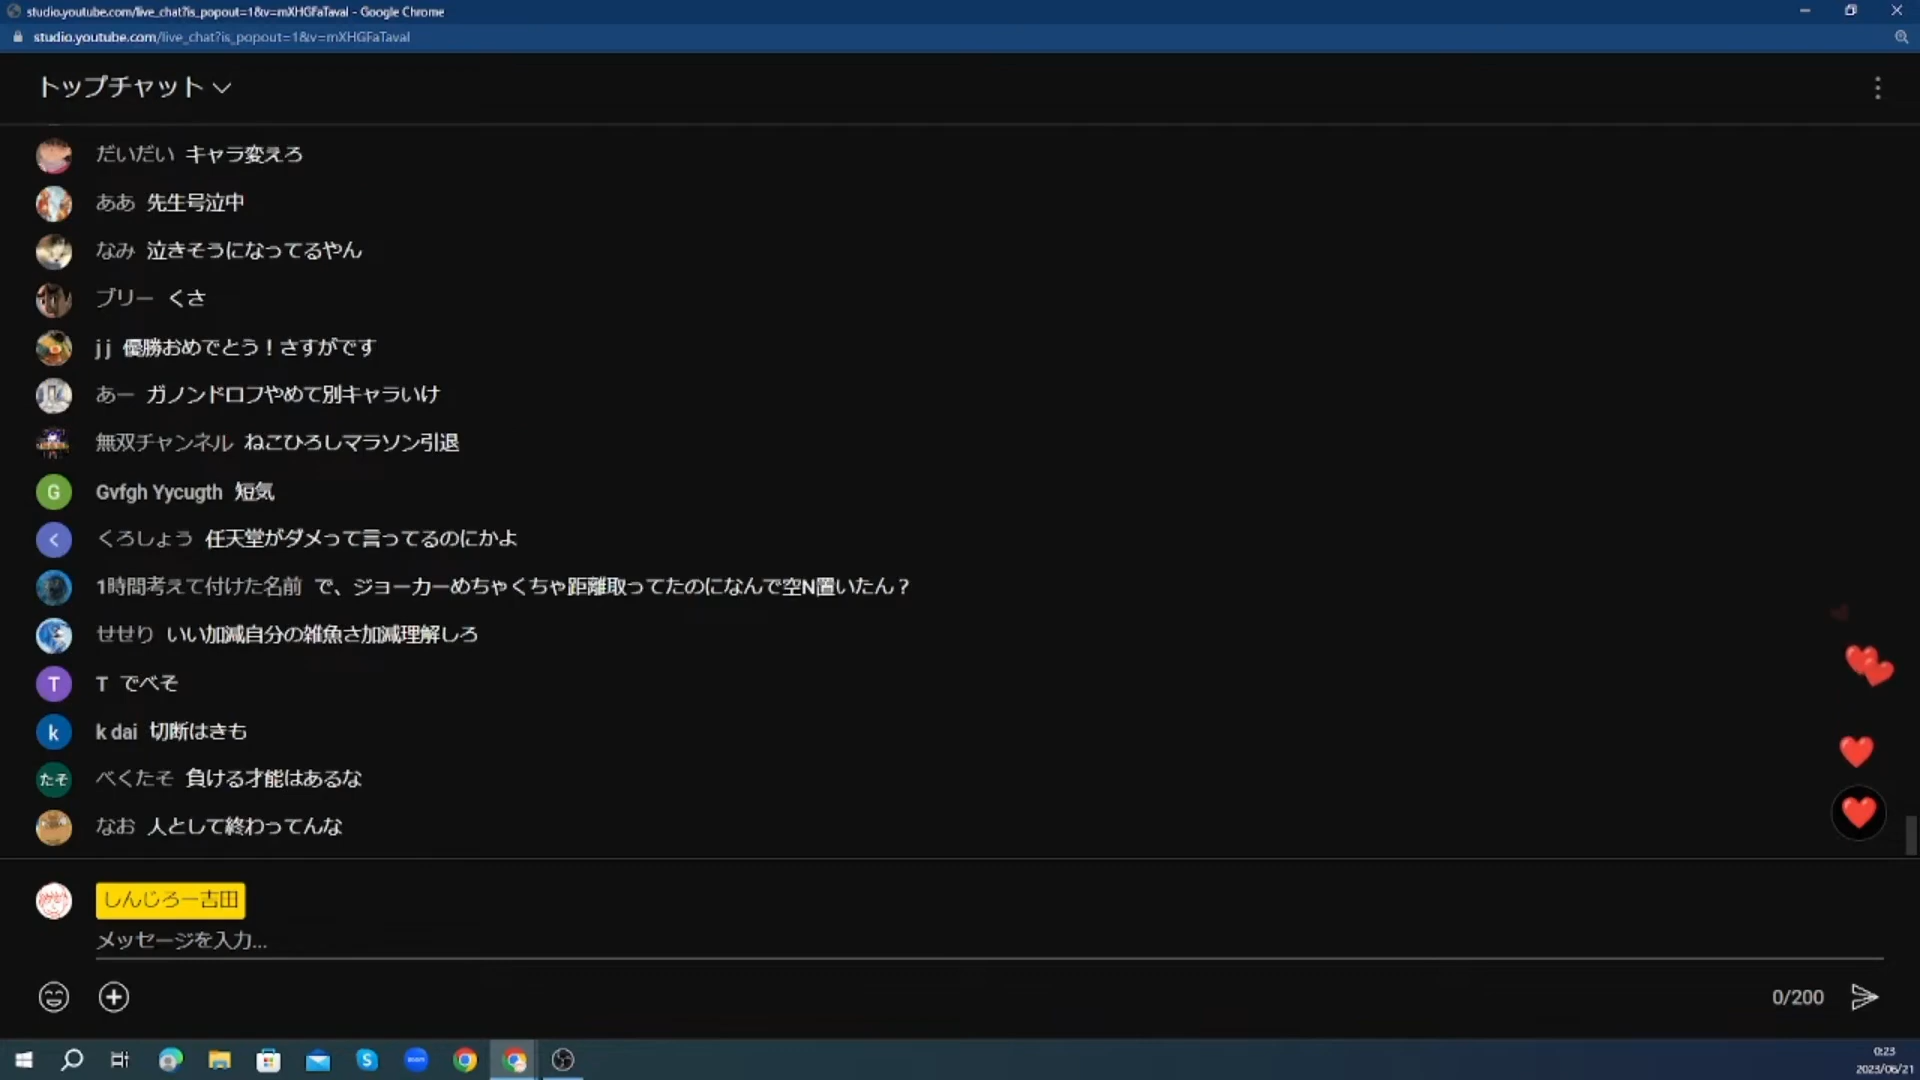 studio.youtube.com/live_chat?is_popout=1&v=mXHGFaTavaI - Google Chrome
studio.youtube.com/live_chat?is_popout=1&v=mXHGFaTavaI
トップチャット
だいだい キャラ変えろ
ああ 先生号泣中
なみ 泣きそうになってるやん
ブリー くさ
j j 優勝おめでとう！さすがです
あー ガノンドロフやめて別キャラいけ
無双チャンネル ねこひろしマラソン引退
G Gvfgh Yycugth 短気
く くろしょう 任天堂がダメって言ってるのにかよ
1時間考えて付けた名前 で、ジョーカーめちゃくちゃ距離取ってたのになんで空N置いたん？
せせり いい加減自分の雑魚さ加減理解しろ
T T でべそ
k k dai 切断はきも
たそ べくたそ 負ける才能はあるな
なお 人として終わってんな
しんじろー吉田
メッセージを入力...
0/200
zoom
0:23
2023/06/21